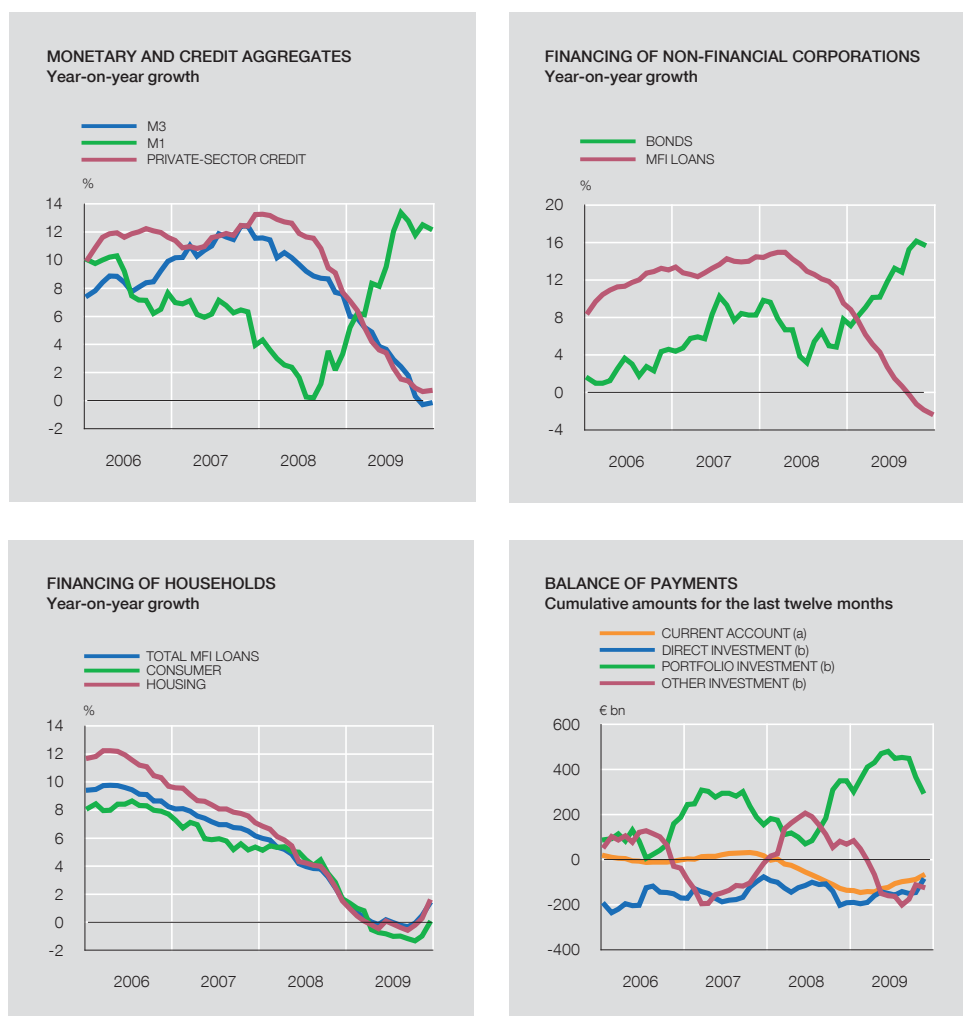 MONETARY AND CREDIT AGGREGATES
Year-on-year growth
M3
M1
PRIVATE-SECTOR CREDIT
%
14
12
10
8
6
4
2
0
-2
2006 2007 2008 2009
FINANCING OF NON-FINANCIAL CORPORATIONS
Year-on-year growth
BONDS
MFI LOANS
%
20
16
12
8
4
0
-4
2006 2007 2008 2009
FINANCING OF HOUSEHOLDS
Year-on-year growth
TOTAL MFI LOANS
CONSUMER
HOUSING
%
14
12
10
8
6
4
2
0
-2
2006 2007 2008 2009
BALANCE OF PAYMENTS
Cumulative amounts for the last twelve months
CURRENT ACCOUNT (a)
DIRECT INVESTMENT (b)
PORTFOLIO INVESTMENT (b)
OTHER INVESTMENT (b)
€ bn
600
400
200
0
-200
-400
2006 2007 2008 2009